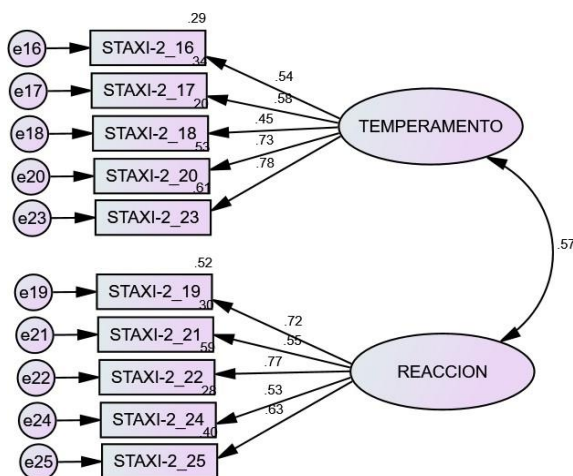 .29
e16 STAXI-2_16
.34
.54
e17 STAXI-2_17
.58
.20
e18 STAXI-2_18
.45
.53
e20 STAXI-2_20
.73
.61
e23 STAXI-2_23
.78
TEMPERAMENTO
.57
.52
e19 STAXI-2_19
.30
.72
e21 STAXI-2_21
.55
.59
e22 STAXI-2_22
.77
.28
e24 STAXI-2_24
.53
.40
e25 STAXI-2_25
.63
REACCION